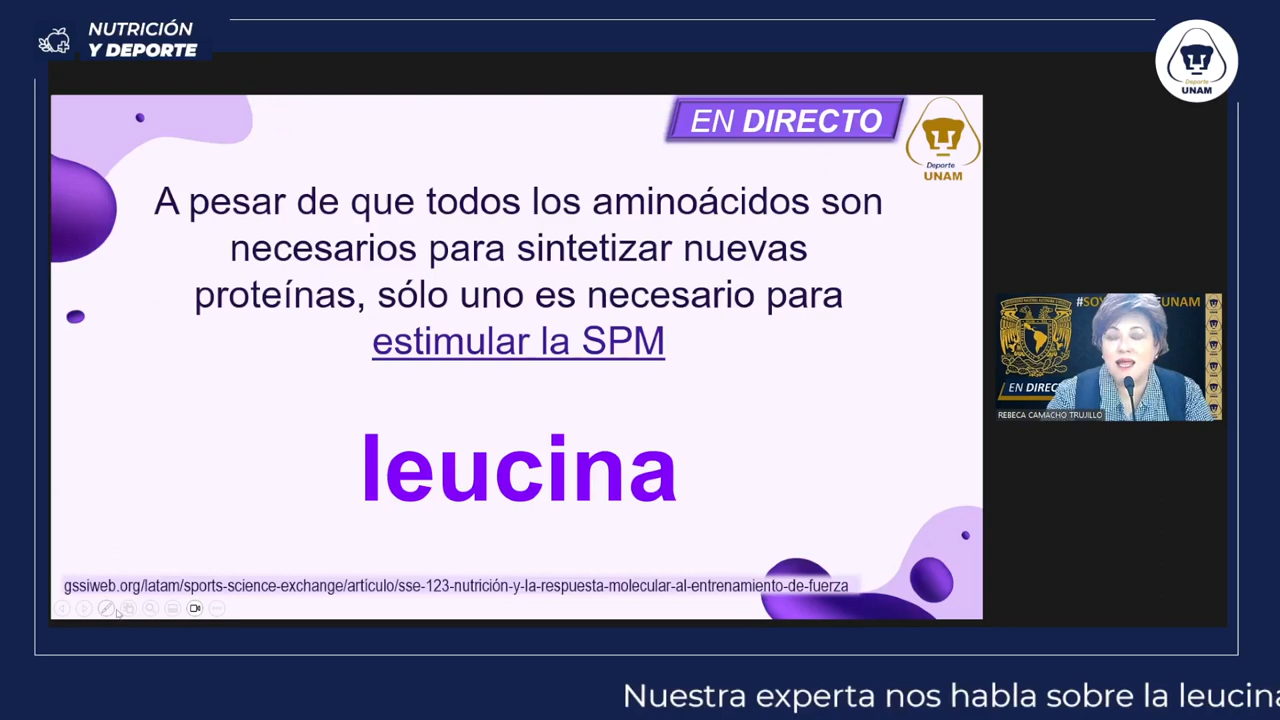 NUTRICIÓN
Y DEPORTE
Deporte
UNAM
EN DIRECTO
Deporte
UNAM
A pesar de que todos los aminoácidos son
necesarios para sintetizar nuevas
proteínas, sólo uno es necesario para
estimular la SPM
leucina
gssiweb.org/latam/sports-science-exchange/artículo/sse-123-nutrición-y-la-respuesta-molecular-al-entrenamiento-de-fuerza
#SOY
UNAM
EN DIREC
REBECA CAMACHO TRUJILLO
Nuestra experta nos habla sobre la leucina